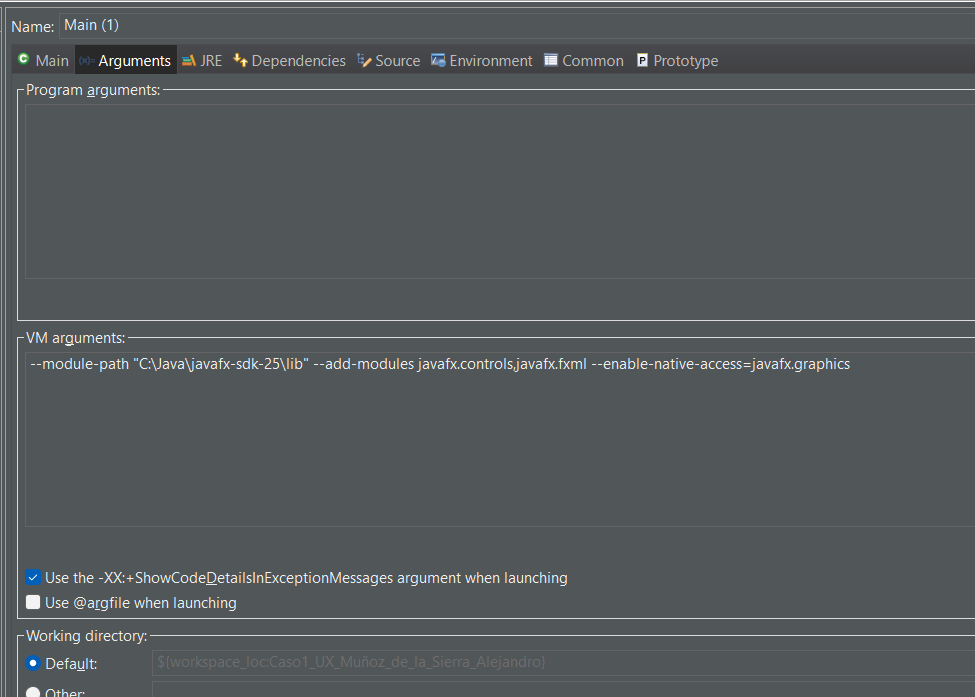 Name: Main (1)
Main Arguments JRE Dependencies Source Environment Common Prototype
Program arguments:
VM arguments:
--module-path "C:\Java\javafx-sdk-25\lib" --add-modules javafx.controls,javafx.fxml --enable-native-access=javafx.graphics
Use the -XX:+ShowCodeDetailsInExceptionMessages argument when launching
Use @argfile when launching
Working directory:
Default: ${workspace_loc:Caso1_UX_Muñoz_de_la_Sierra_Alejandro}
Other: